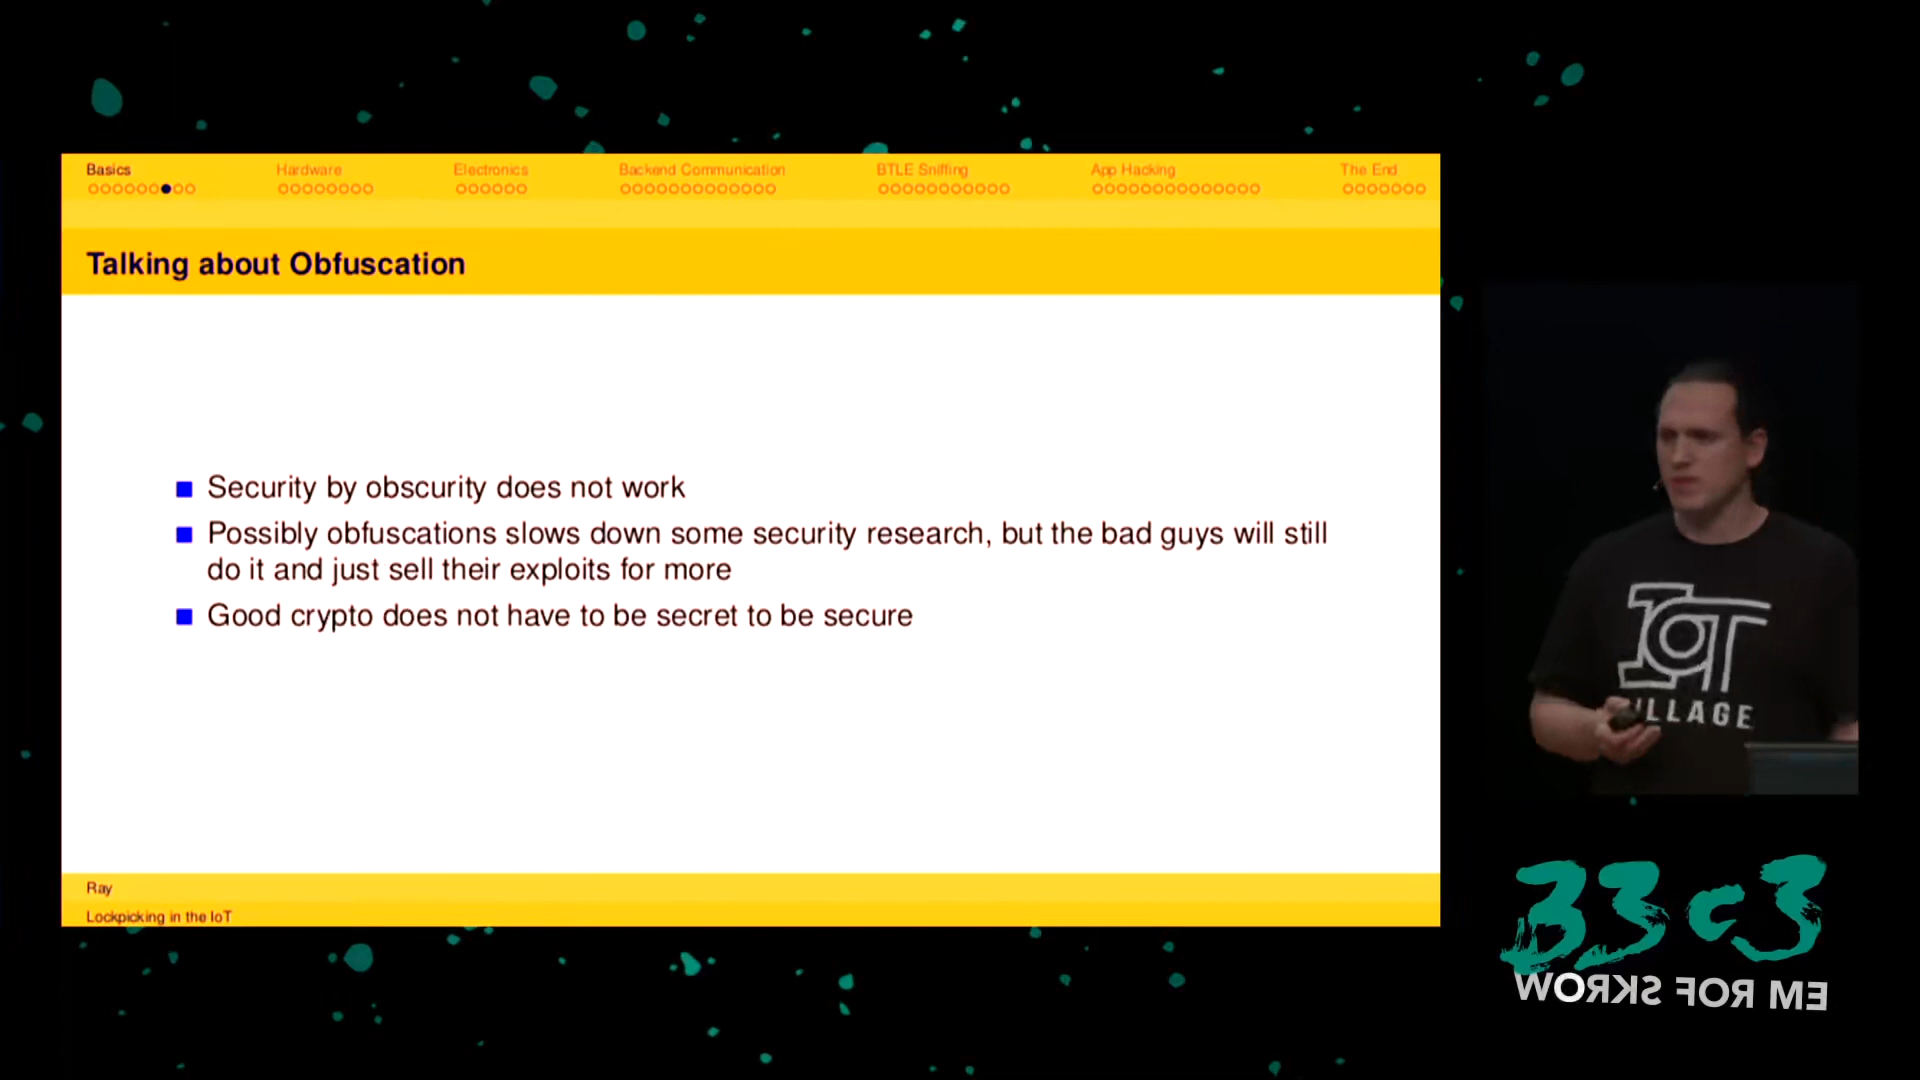 Basics Hardware Electronics Backend Communication BTLE Sniffing App Hacking The End
Talking about Obfuscation
Security by obscurity does not work
Possibly obfuscations slows down some security research, but the bad guys will still
do it and just sell their exploits for more
Good crypto does not have to be secret to be secure
Ray
Lockpicking in the IoT
IOT
VILLAGE
33c3
WORKS FOR ME